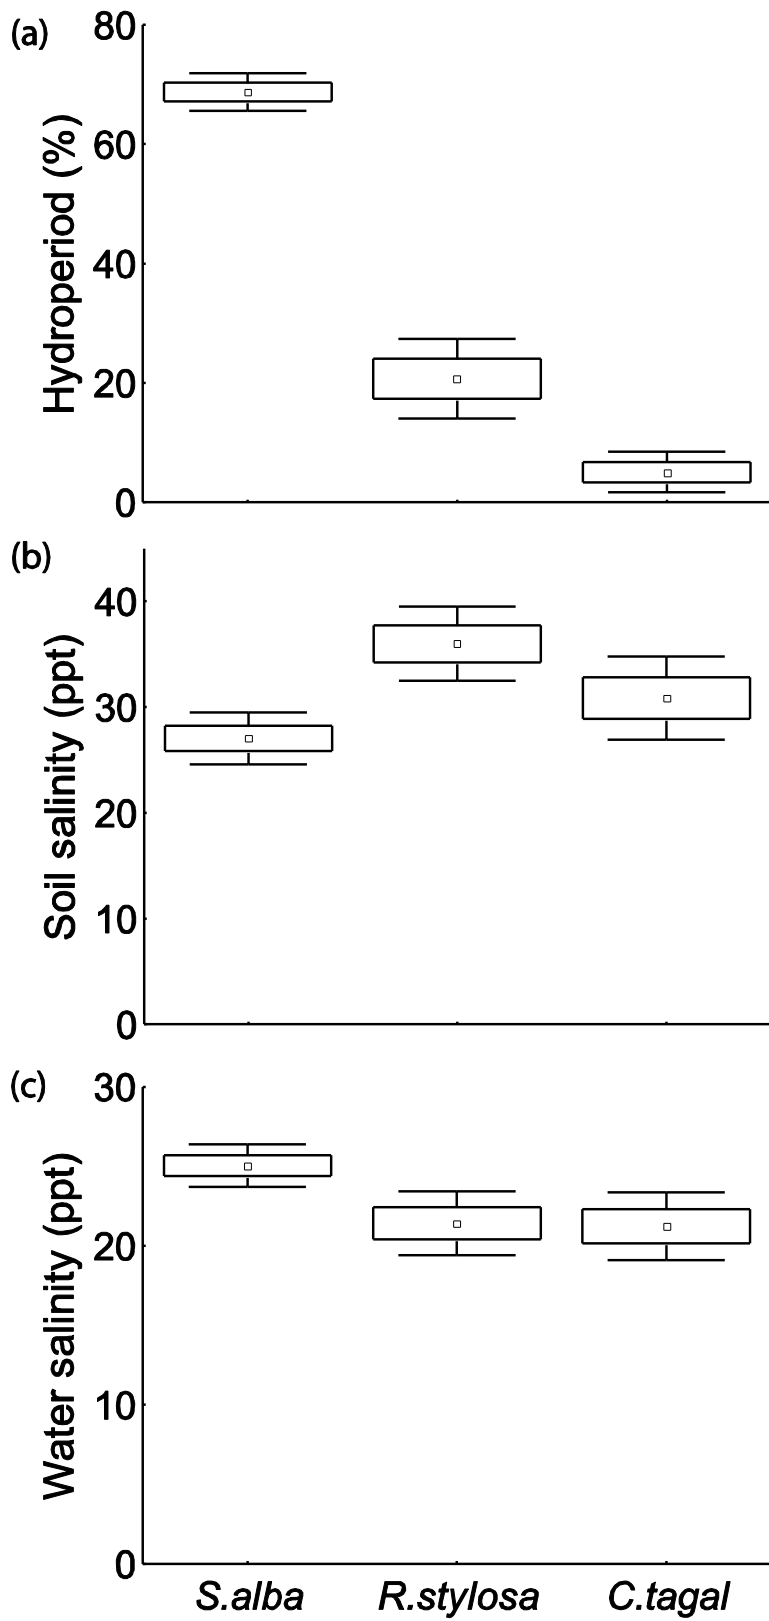 (a)
Hydroperiod (%)
80
60
40
20
0
(b)
Soil salinity (ppt)
40
30
20
10
0
(c)
Water salinity (ppt)
30
20
10
0
S.alba R.stylosa C.tagal